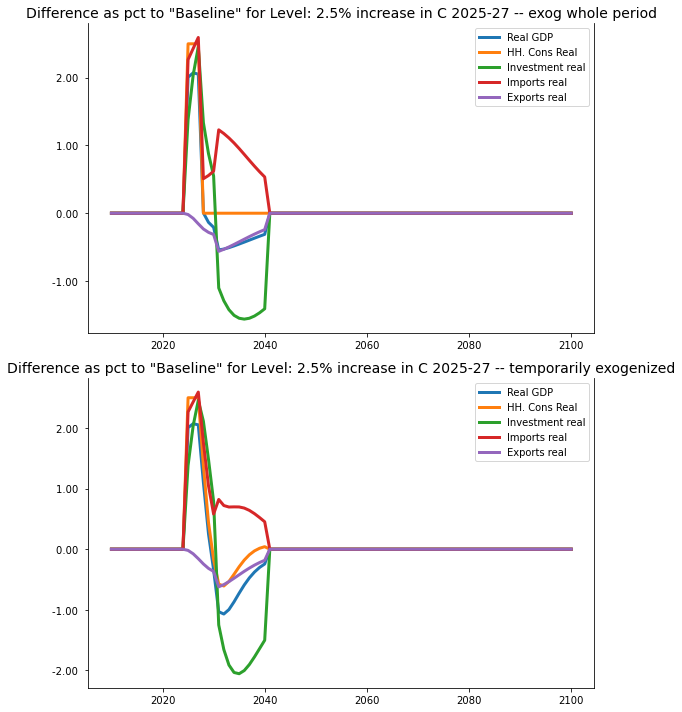 Difference as pct to "Baseline" for Level: 2.5% increase in C 2025-27 -- exog whole period
Real GDP
HH. Cons Real
Investment real
Imports real
Exports real
2.00
1.00
0.00
-1.00
2020
2040
2060
2080
2100
Difference as pct to "Baseline" for Level: 2.5% increase in C 2025-27 -- temporarily exogenized
Real GDP
HH. Cons Real
Investment real
Imports real
Exports real
2.00
1.00
0.00
-1.00
-2.00
2020
2040
2060
2080
2100